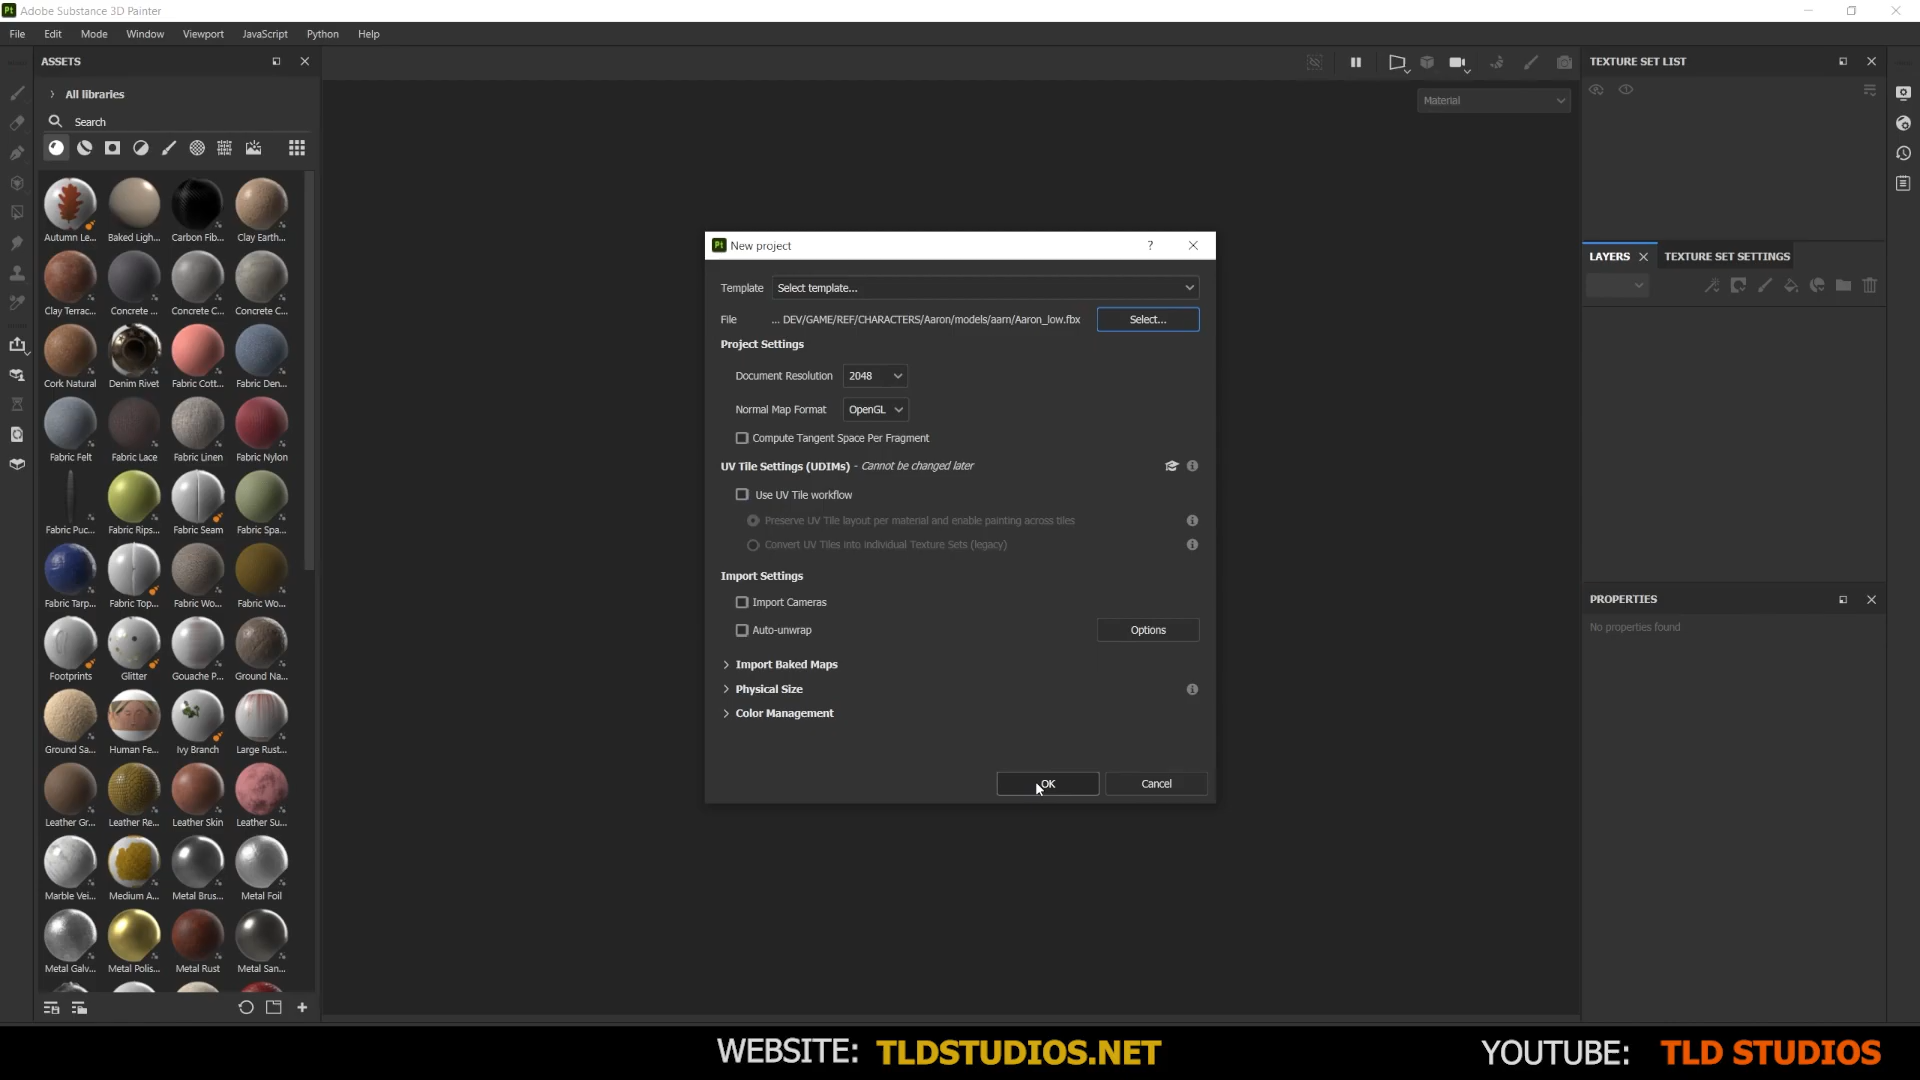 Pt Adobe Substance 3D Painter
File Edit Mode Window Viewport JavaScript Python Help
ASSETS
All libraries
Search
Autumn Le... Baked Ligh... Carbon Fib... Clay Earth...
Clay Terrac... Concrete ... Concrete C... Concrete C...
Cork Natural Denim Rivet Fabric Cott... Fabric Den...
Fabric Felt Fabric Lace Fabric Linen Fabric Nylon
Fabric Puc... Fabric Rips... Fabric Seam Fabric Spa...
Fabric Tarp... Fabric Top... Fabric Wo... Fabric Wo...
Footprints Glitter Gouache P... Ground Na...
Ground Sa... Human Fe... Ivy Branch Large Rust...
Leather Gr... Leather Re... Leather Skin Leather Su...
Marble Vei... Medium A... Metal Brus... Metal Foil
Metal Galv... Metal Polis... Metal Rust Metal San...
Material
Pt New project ?
Template Select template...
File ... DEV/GAME/REF/CHARACTERS/Aaron/models/aarn/Aaron_low.fbx Select...
Project Settings
Document Resolution 2048
Normal Map Format OpenGL
Compute Tangent Space Per Fragment
UV Tile Settings (UDIMs) - Cannot be changed later
Use UV Tile workflow
Preserve UV Tile layout per material and enable painting across tiles
Convert UV Tiles into individual Texture Sets (legacy)
Import Settings
Import Cameras
Auto-unwrap Options
Import Baked Maps
Physical Size
Color Management
OK Cancel
TEXTURE SET LIST
LAYERS TEXTURE SET SETTINGS
PROPERTIES
No properties found
WEBSITE: TLDSTUDIOS.NET YOUTUBE: TLD STUDIOS